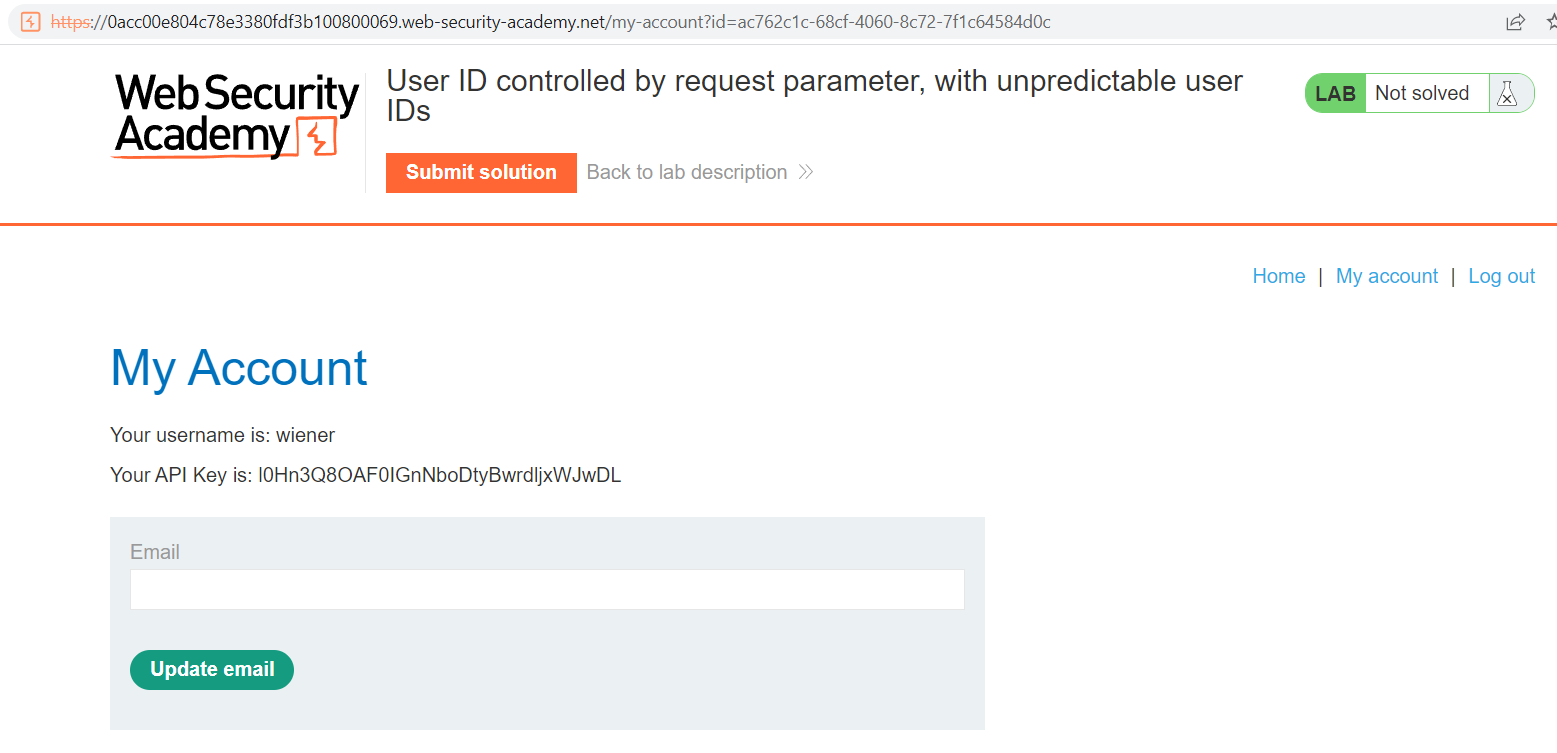 https://0acc00e804c78e3380fdf3b100800069.web-security-academy.net/my-account?id=ac762c1c-68cf-4060-8c72-7f1c64584d0c
Web Security
Academy
User ID controlled by request parameter, with unpredictable user
IDs
LAB Not solved
Submit solution Back to lab description
Home | My account | Log out
My Account
Your username is: wiener
Your API Key is: l0Hn3Q8OAF0IGnNboDtyBwrdljxWJwDL
Email
Update email